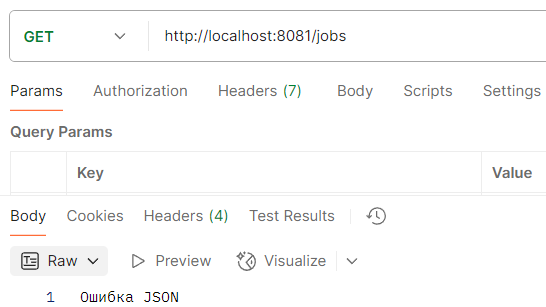 GET http://localhost:8081/jobs
Params Authorization Headers (7) Body Scripts Settings
Query Params
Key Value
Body Cookies Headers (4) Test Results
Raw Preview Visualize
1 Ошибка JSON